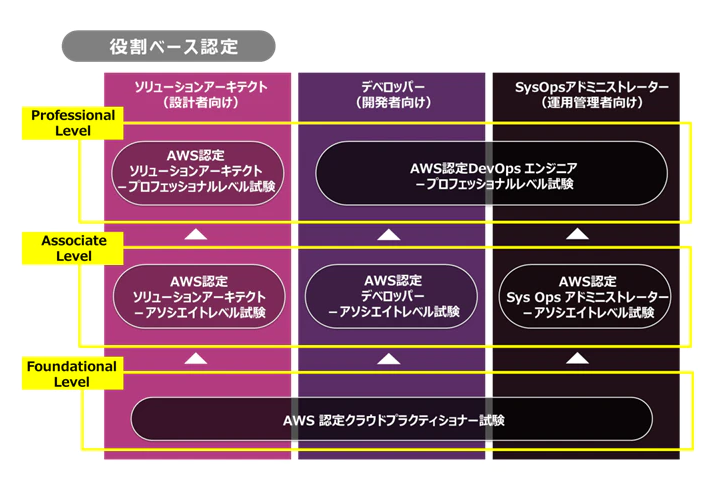 役割ベース認定
ソリューションアーキテクト
（設計者向け）
デベロッパー
（開発者向け）
SysOpsアドミニストレーター
（運用管理者向け）
Professional
Level
AWS認定
ソリューションアーキテクト
－プロフェッショナルレベル試験
AWS認定DevOps エンジニア
－プロフェッショナルレベル試験
Associate
Level
AWS認定
ソリューションアーキテクト
－アソシエイトレベル試験
AWS認定
デベロッパー
－アソシエイトレベル試験
AWS認定
Sys Ops アドミニストレーター
－アソシエイトレベル試験
Foundational
Level
AWS 認定クラウドプラクティショナー試験